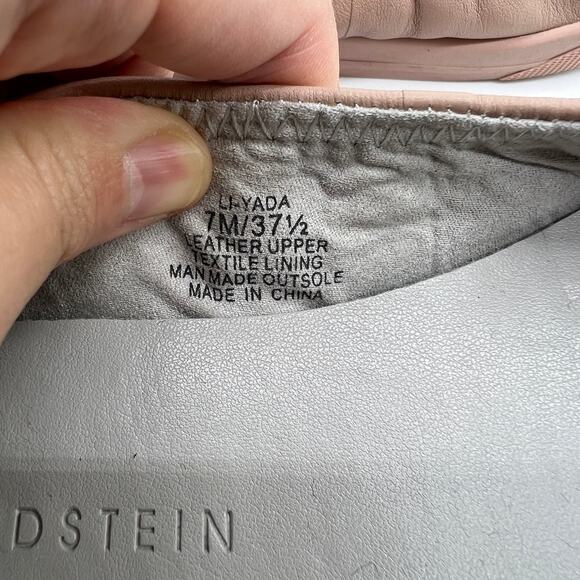 LI-YADA
7M/37½
LEATHER UPPER
TEXTILE LINING
MAN MADE OUTSOLE
MADE IN CHINA
DSTEIN